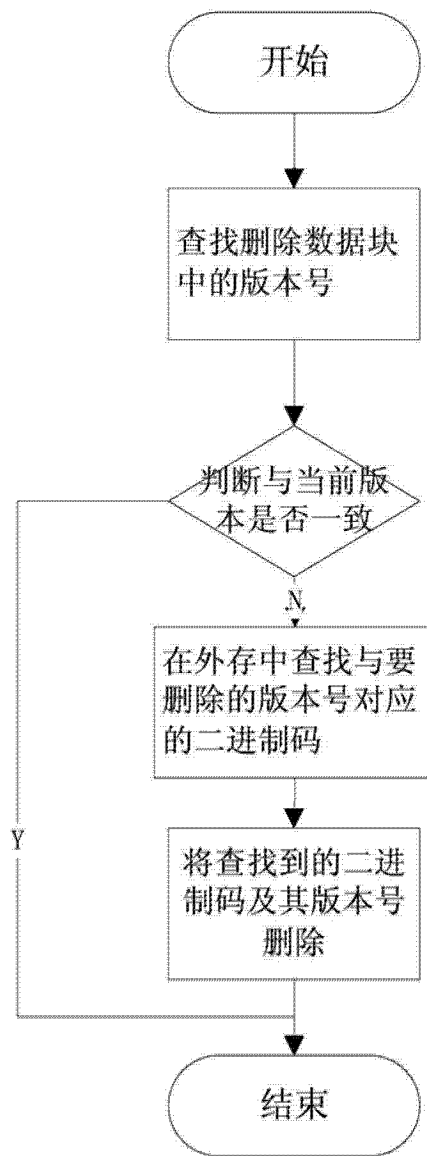 开始
查找删除数据块
中的版本号
判断与当前版
本是否一致
N
在外存中查找与要
删除的版本号对应
的二进制码
Y
将查找到的二进
制码及其版本号
删除
结束